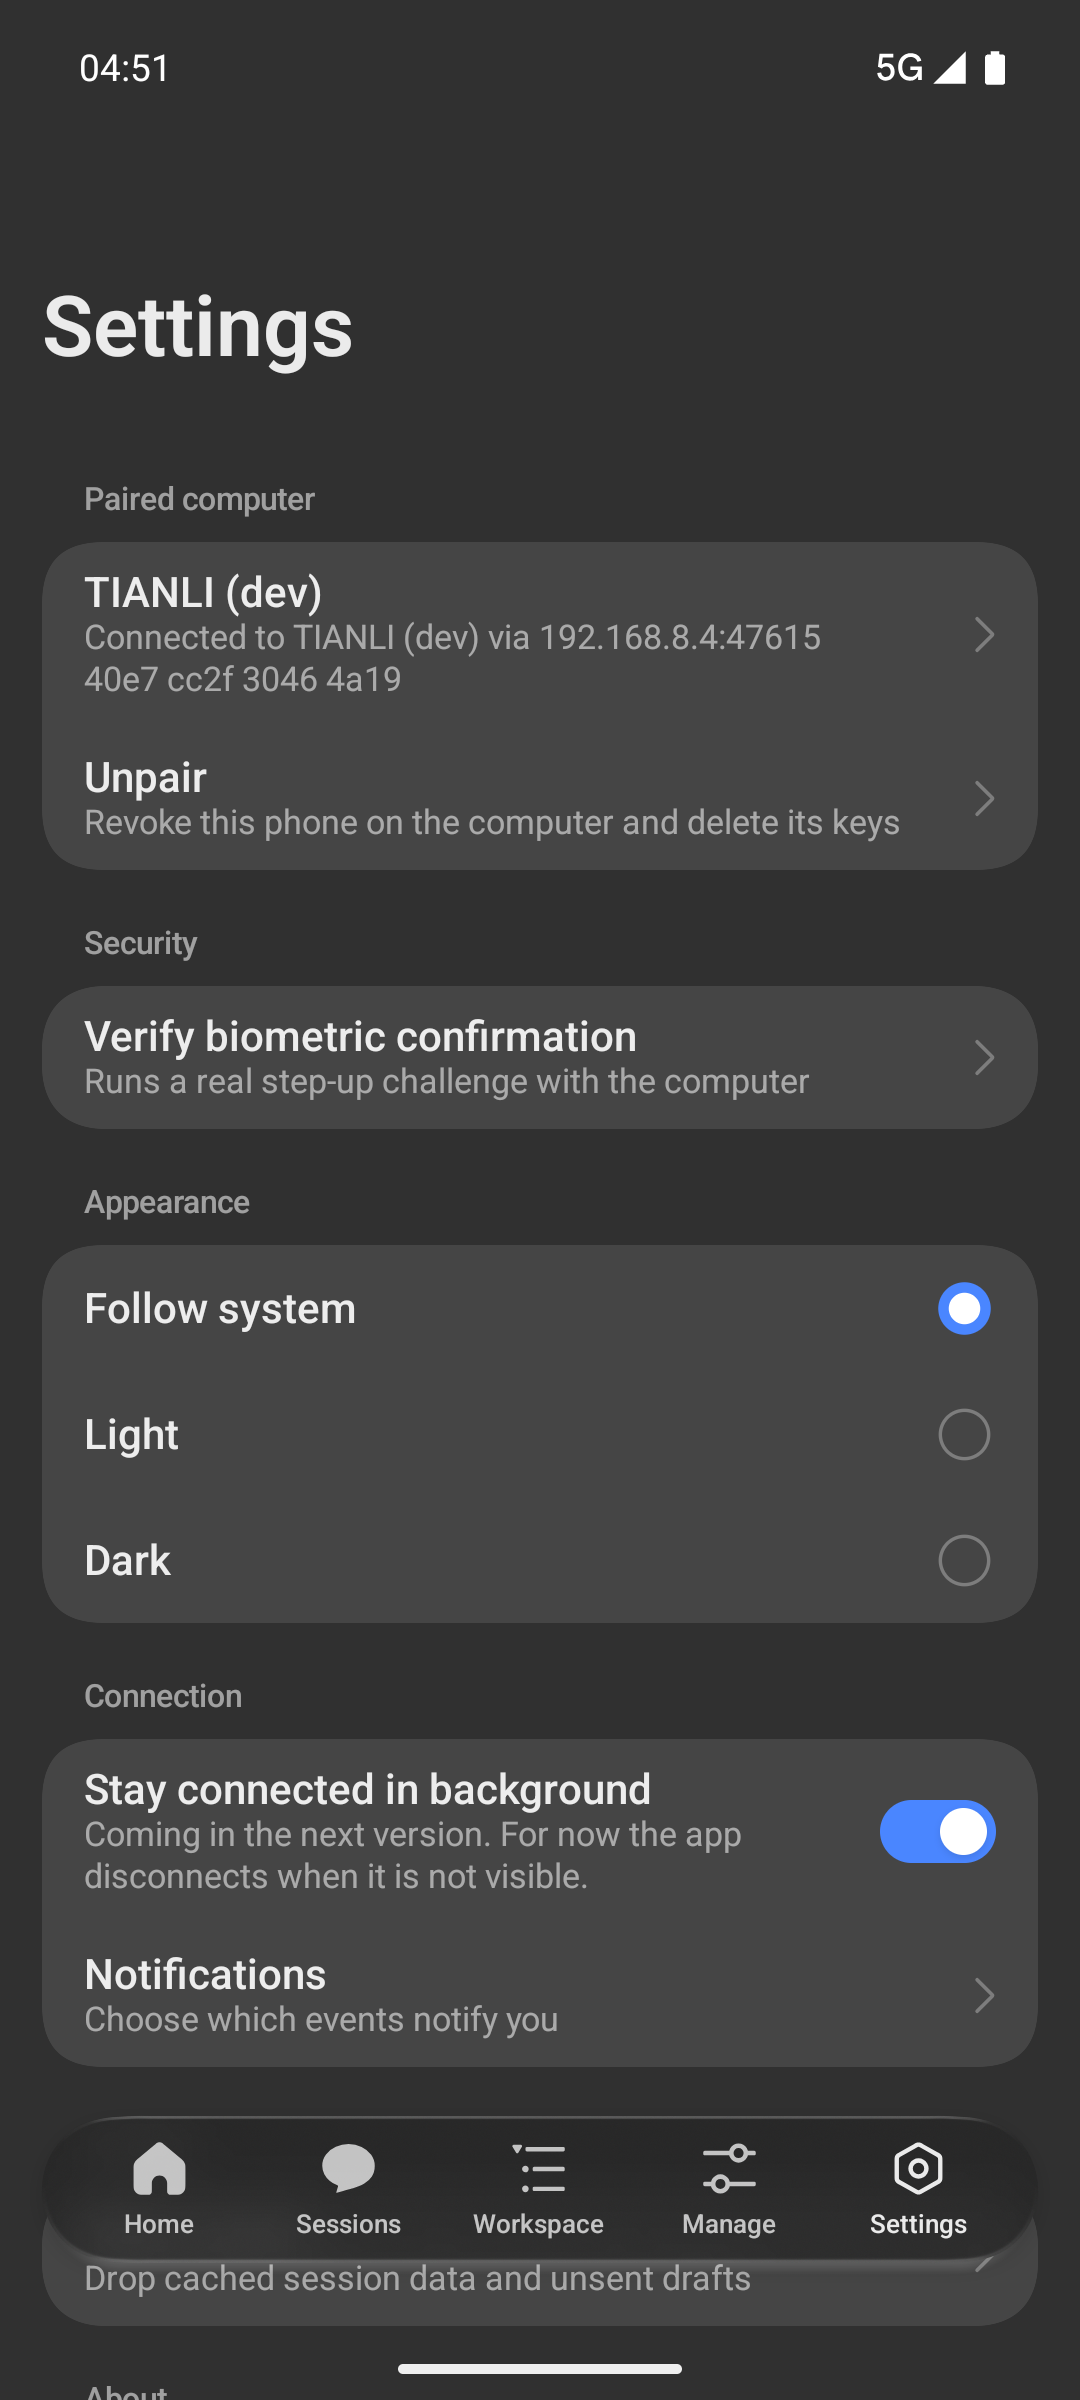 04:51
5G
Settings
Paired computer
TIANLI (dev)
Connected to TIANLI (dev) via 192.168.8.4:47615
40e7 cc2f 3046 4a19
Unpair
Revoke this phone on the computer and delete its keys
Security
Verify biometric confirmation
Runs a real step-up challenge with the computer
Appearance
Follow system
Light
Dark
Connection
Stay connected in background
Coming in the next version. For now the app
disconnects when it is not visible.
Notifications
Choose which events notify you
Home
Sessions
Workspace
Manage
Settings
Drop cached session data and unsent drafts
About